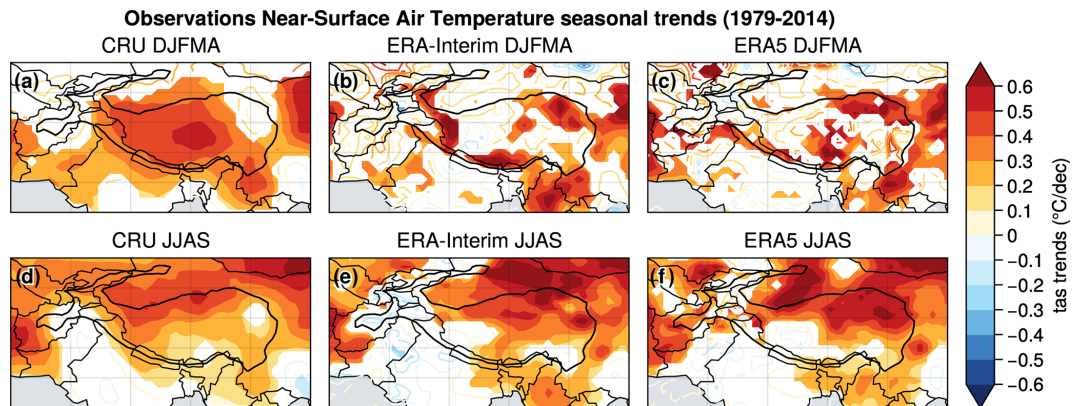 Observations Near-Surface Air Temperature seasonal trends (1979-2014)
CRU DJFMA
ERA-Interim DJFMA
ERA5 DJFMA
(a)
(b)
(c)
CRU JJAS
ERA-Interim JJAS
ERA5 JJAS
(d)
(e)
(f)
0.6
0.5
0.4
0.3
0.2
0.1
0
−0.1
−0.2
−0.3
−0.4
−0.5
−0.6
tas trends (°C/dec)